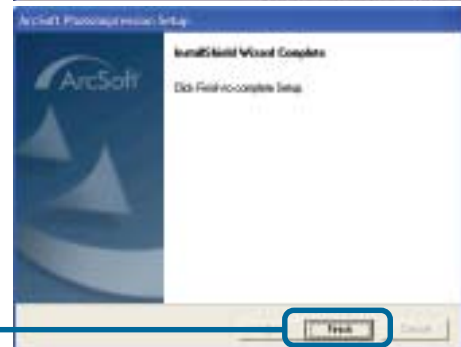 ArcSoft PhotoImpression Setup
ArcSoft
InstallShield Wizard Complete
Click Finish to complete Setup.
Finish
Cancel